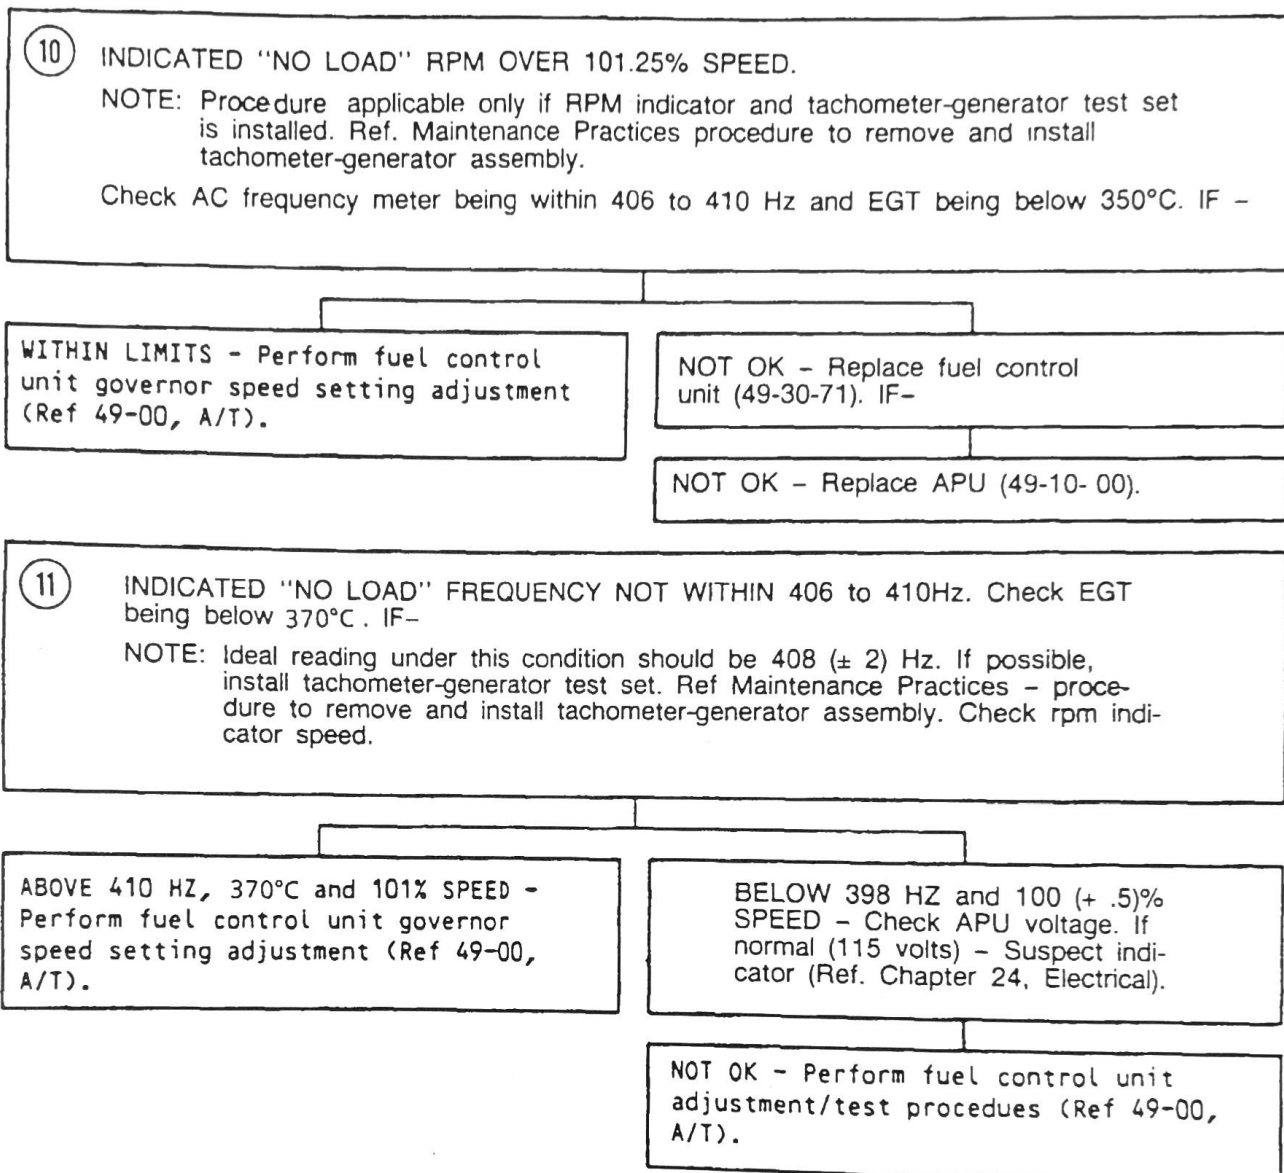 10 INDICATED "NO LOAD" RPM OVER 101.25% SPEED.
NOTE: Procedure applicable only if RPM indicator and tachometer-generator test set
is installed. Ref. Maintenance Practices procedure to remove and install
tachometer-generator assembly.
Check AC frequency meter being within 406 to 410 Hz and EGT being below 350°C. IF –
WITHIN LIMITS - Perform fuel control
unit governor speed setting adjustment
(Ref 49-00, A/T).
NOT OK – Replace fuel control
unit (49-30-71). IF–
NOT OK – Replace APU (49-10- 00).
11 INDICATED "NO LOAD" FREQUENCY NOT WITHIN 406 to 410Hz. Check EGT
being below 370°C. IF–
NOTE: Ideal reading under this condition should be 408 (± 2) Hz. If possible,
install tachometer-generator test set. Ref Maintenance Practices – proce-
dure to remove and install tachometer-generator assembly. Check rpm indi-
cator speed.
ABOVE 410 HZ, 370°C and 101% SPEED -
Perform fuel control unit governor
speed setting adjustment (Ref 49-00,
A/T).
BELOW 398 HZ and 100 (+ .5)%
SPEED – Check APU voltage. If
normal (115 volts) – Suspect indi-
cator (Ref. Chapter 24, Electrical).
NOT OK - Perform fuel control unit
adjustment/test procedues (Ref 49-00,
A/T).